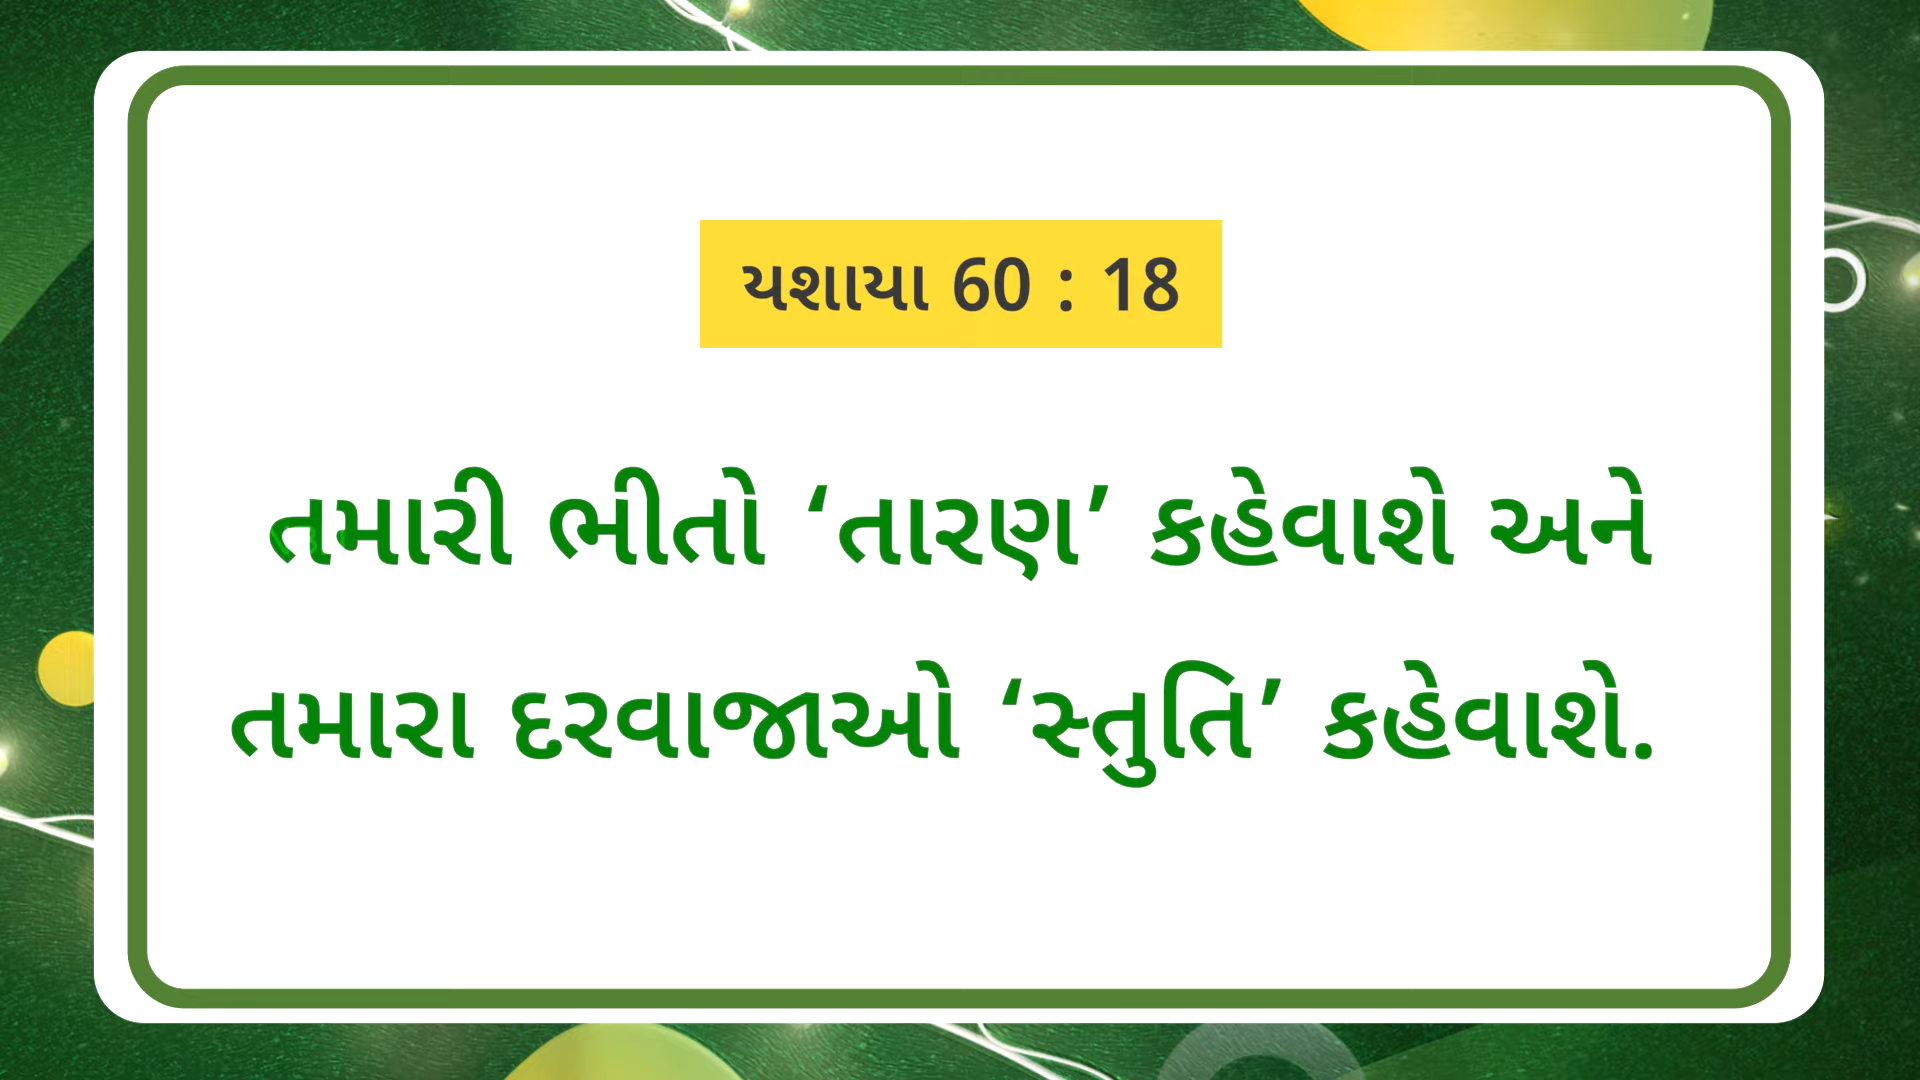 યશાયા 60 : 18
તમારી ભીતો ‘તારણ’ કહેવાશે અને
તમારા દરવાજાઓ ‘સ્તુતિ’ કહેવાશે.